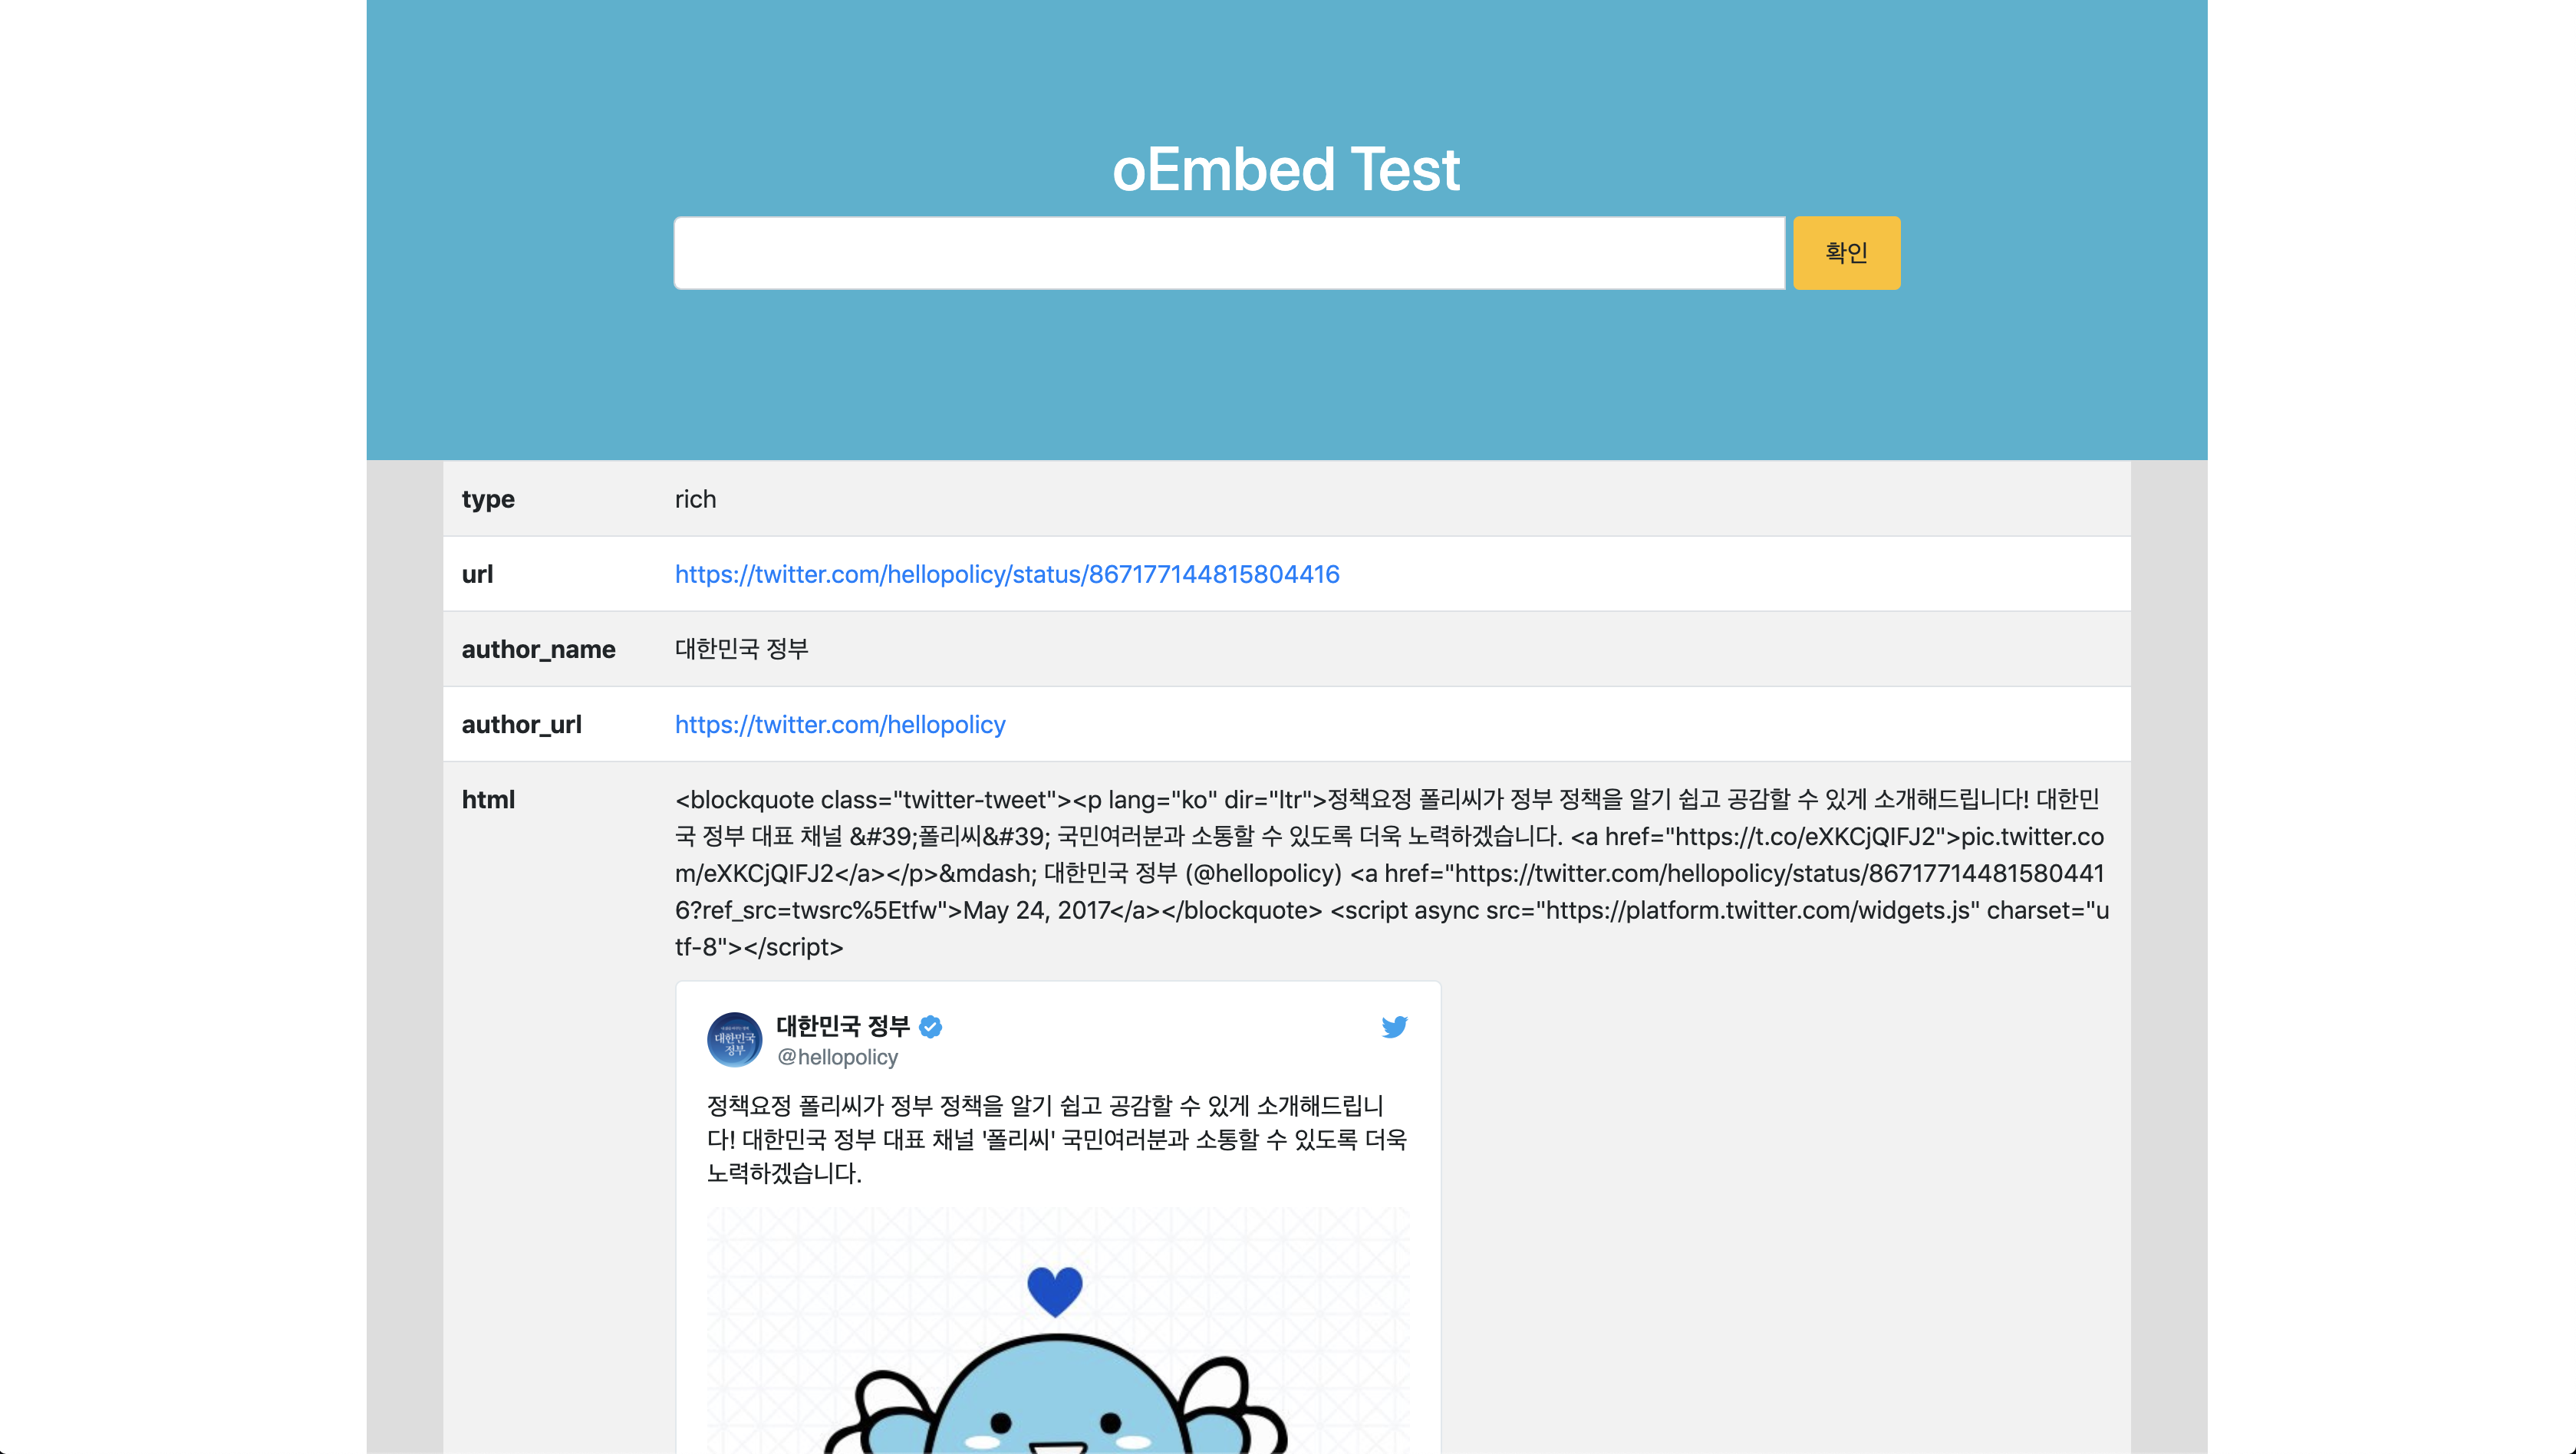 oEmbed Test
확인
type rich
url https://twitter.com/hellopolicy/status/867177144815804416
author_name 대한민국 정부
author_url https://twitter.com/hellopolicy
html <blockquote class="twitter-tweet"><p lang="ko" dir="ltr">정책요정 폴리씨가 정부 정책을 알기 쉽고 공감할 수 있게 소개해드립니다! 대한민
국 정부 대표 채널 &#39;폴리씨&#39; 국민여러분과 소통할 수 있도록 더욱 노력하겠습니다. <a href="https://t.co/eXKCjQIFJ2">pic.twitter.co
m/eXKCjQIFJ2</a></p>&mdash; 대한민국 정부 (@hellopolicy) <a href="https://twitter.com/hellopolicy/status/86717714481580441
6?ref_src=twsrc%5Etfw">May 24, 2017</a></blockquote> <script async src="https://platform.twitter.com/widgets.js" charset="u
tf-8"></script>
대한민국 정부
@hellopolicy
대한민국
정부
정책요정 폴리씨가 정부 정책을 알기 쉽고 공감할 수 있게 소개해드립니
다! 대한민국 정부 대표 채널 '폴리씨' 국민여러분과 소통할 수 있도록 더욱
노력하겠습니다.